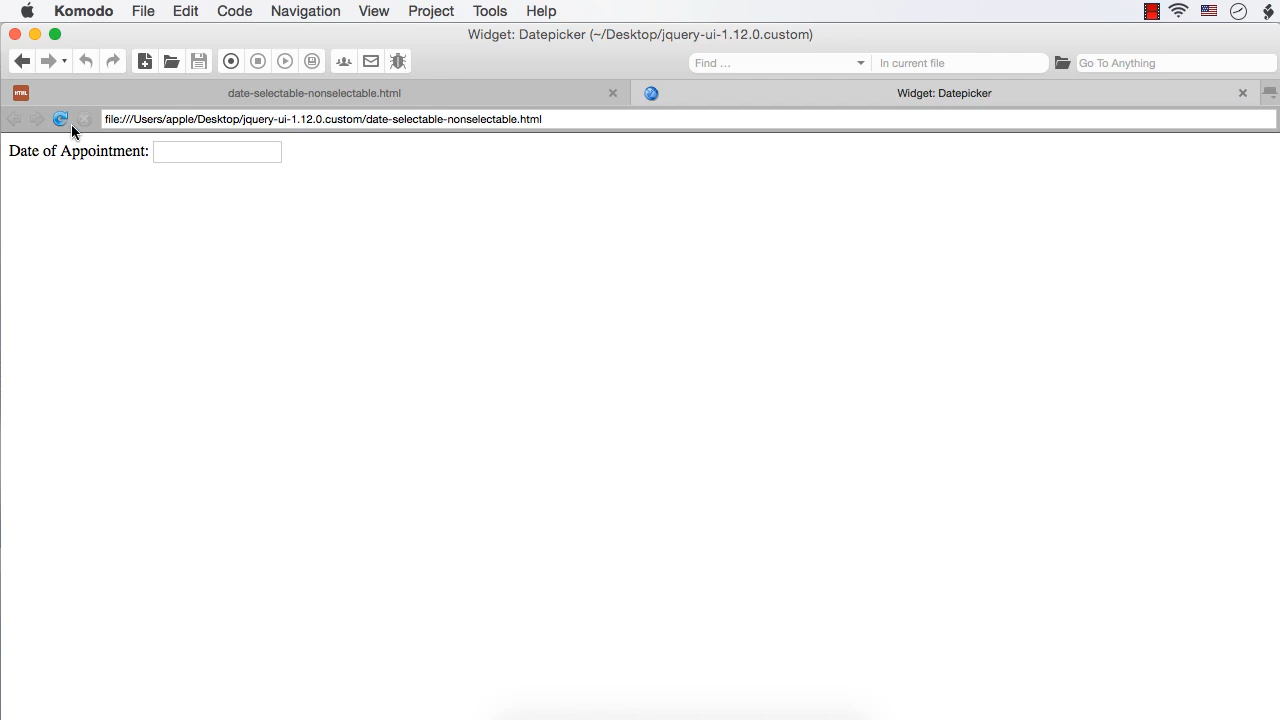 Komodo File Edit Code Navigation View Project Tools Help
Widget: Datepicker (~/Desktop/jquery-ui-1.12.0.custom)
Find ... In current file Go To Anything
HTML date-selectable-nonselectable.html Widget: Datepicker
file:///Users/apple/Desktop/jquery-ui-1.12.0.custom/date-selectable-nonselectable.html
Date of Appointment: